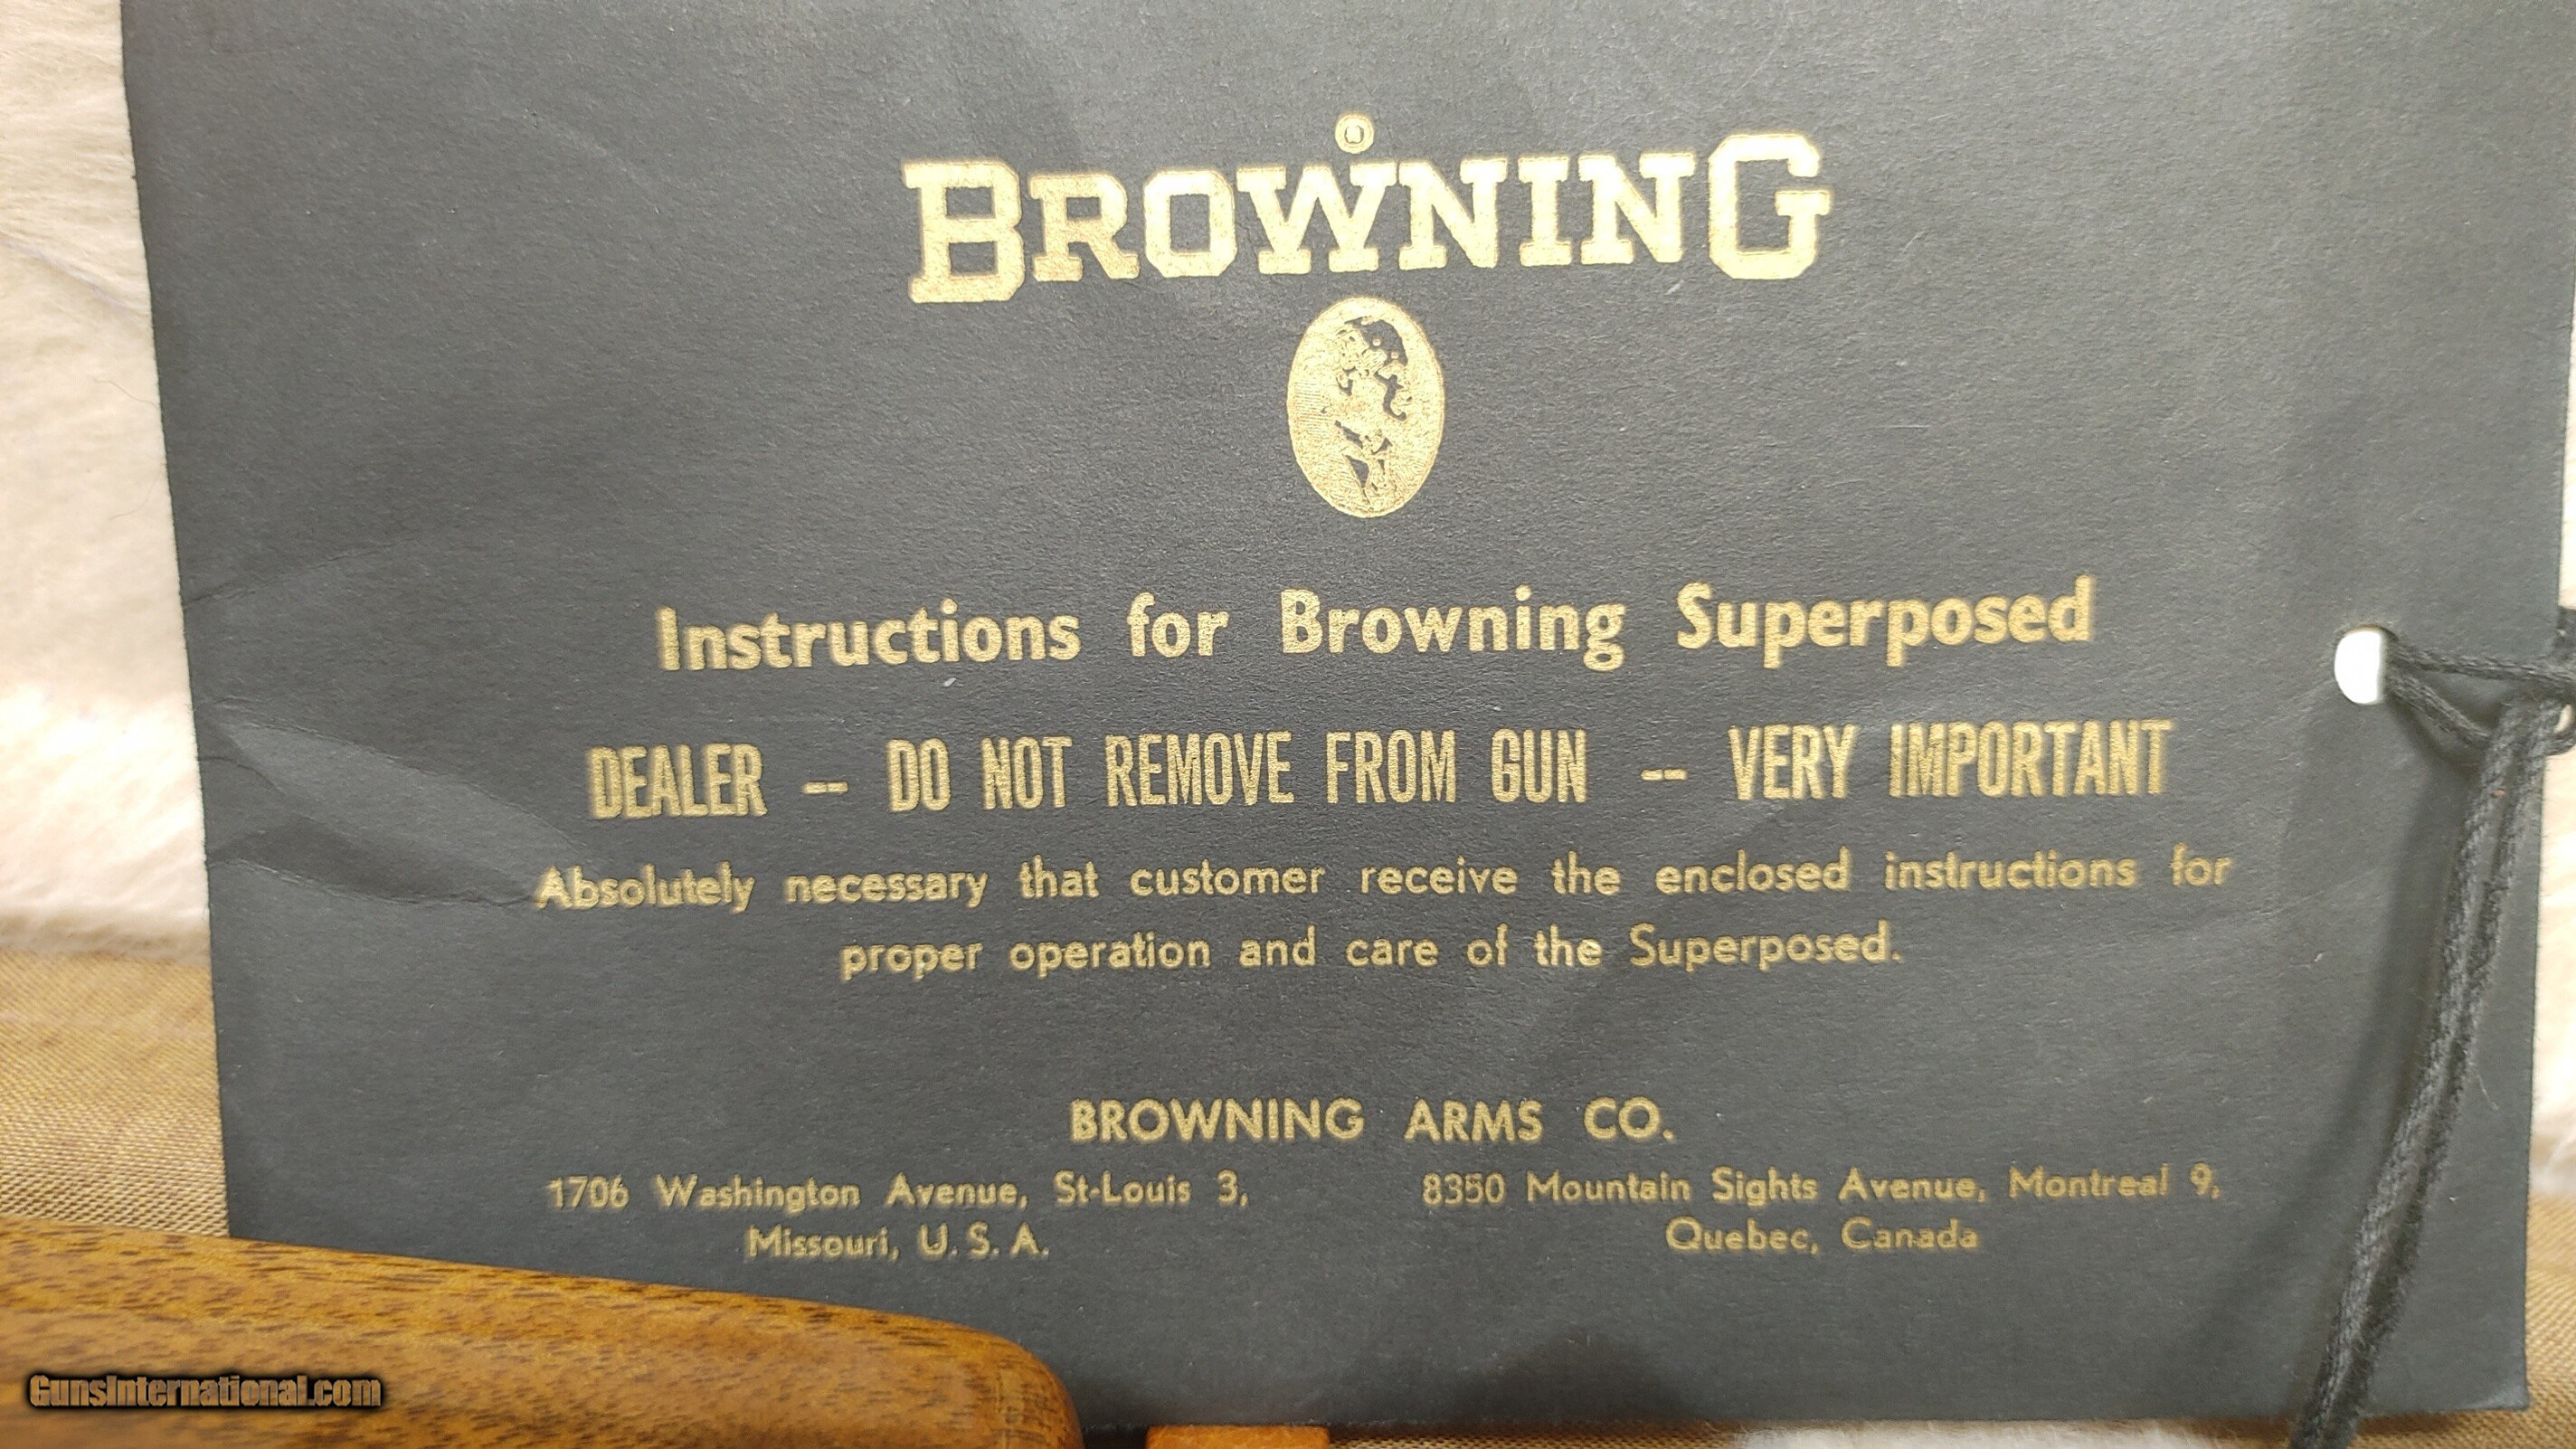 BROWNING
Instructions for Browning Superposed
DEALER -- DO NOT REMOVE FROM GUN -- VERY IMPORTANT
Absolutely necessary that customer receive the enclosed instructions for
proper operation and care of the Superposed.
BROWNING ARMS CO.
1706 Washington Avenue, St-Louis 3,
Missouri, U. S. A.
8350 Mountain Sights Avenue, Montreal 9,
Quebec, Canada
GunsInternational.com